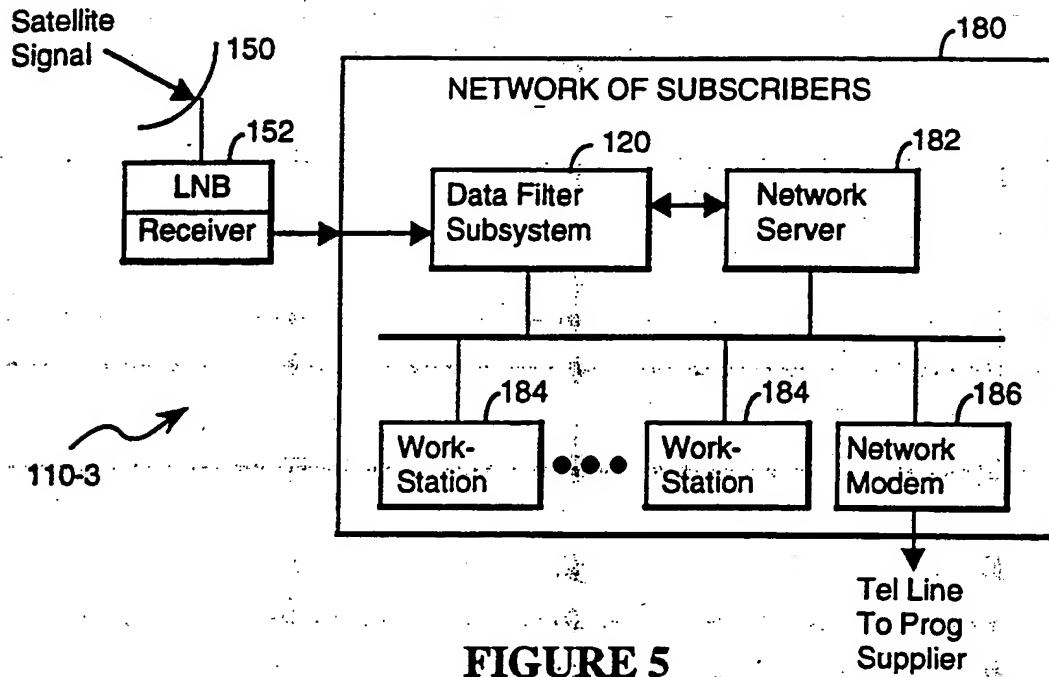 Satellite
Signal
150
180
NETWORK OF SUBSCRIBERS
152
120
182
LNB
Receiver
Data Filter
Subsystem
Network
Server
184
184
186
110-3
Work-
Station
Work-
Station
Network
Modem
Tel Line
To Prog
Supplier
FIGURE 5